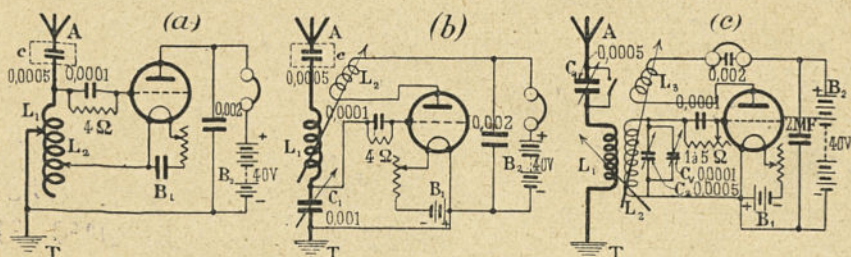 (a)
A
c
0,0005
0,0001
L₁
4 Ω
L₂
0,002
B₁
B₂
+
40V
-
T
(b)
A
c
0,0005
L₂
0,0001
L₁
4 Ω
0,002
B₂
+
40V
-
C₁
B₁
- +
0,001
T
(c)
A
0,0005
L₃
0,002
B₂
+
0,0001
2MF
40V
-
1à5 Ω
L₁
Cᵥ 0,0001
C₂ 0,0005
L₂
+
B₁
T